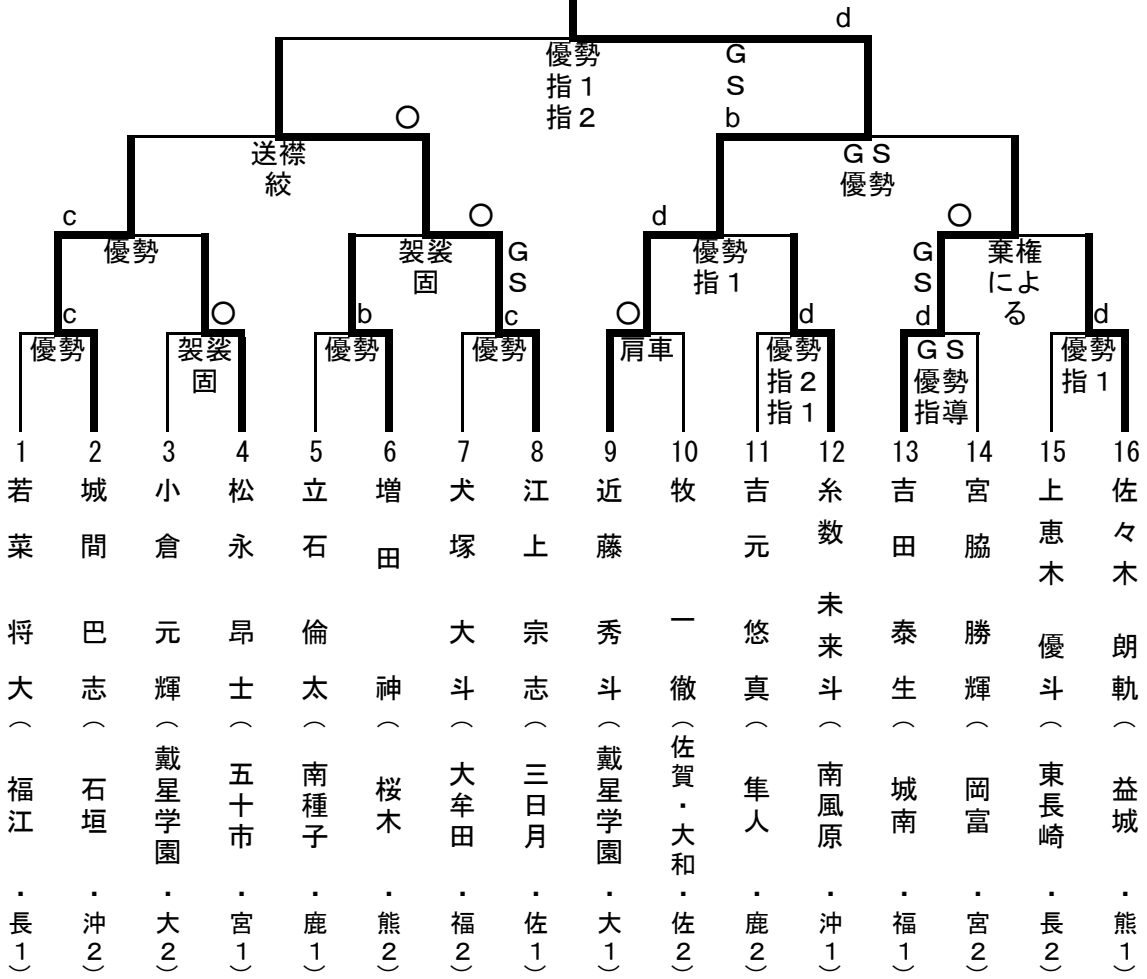 d
優勢
指1
指2
GSb
○
送襟
絞
GS
優勢
c
優勢
○
袈裟
固
GSc
d
優勢
指1
○
GSd
棄権
によ
る
c
優勢
○
袈裟
固
b
優勢
優勢
○
肩車
d
優勢
指2
指1
GS
優勢
指導
d
優勢
指1
1 若菜 将大（福江・長1）
2 城間 巴志（石垣・沖2）
3 小倉 元輝（戴星学園・大2）
4 松永 昂士（五十市・宮1）
5 立石 倫太（南種子・鹿1）
6 増田 神（桜木・熊2）
7 犬塚 大斗（大牟田・福2）
8 江上 宗志（三日月・佐1）
9 近藤 秀斗（戴星学園・大1）
10 牧 一徹（佐賀・大和・佐2）
11 吉元 悠真（隼人・鹿2）
12 糸数 未来斗（南風原・沖1）
13 吉田 泰生（城南・福1）
14 宮脇 勝輝（岡富・宮2）
15 上恵木 優斗（東長崎・長2）
16 佐々木 朗軌（益城・熊1）